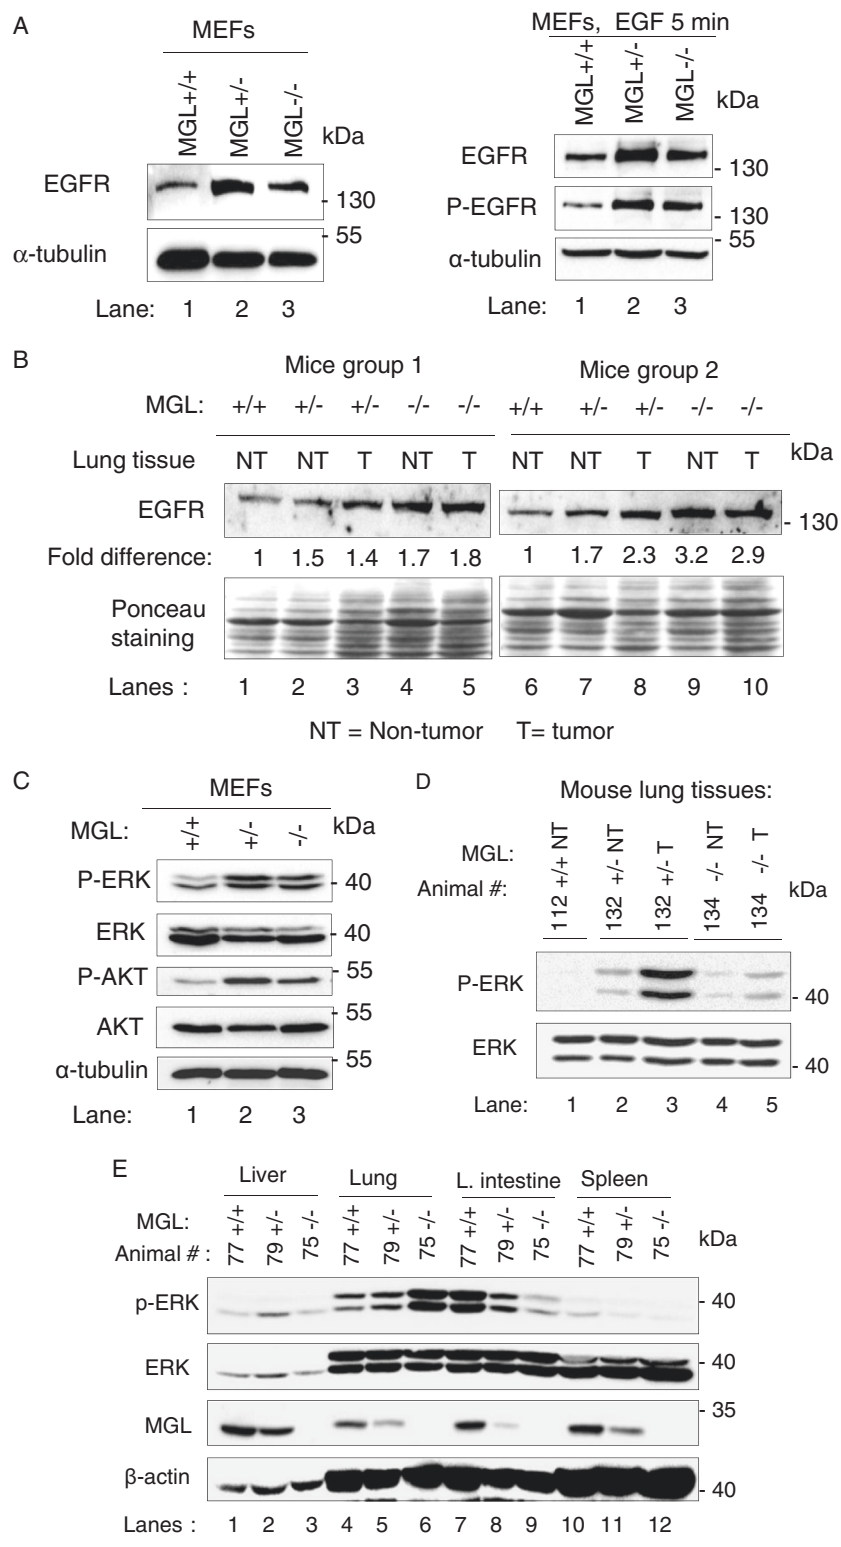 A
MEFs
MGL+/+ MGL+/- MGL-/-
kDa
EGFR
- 130
- 55
α-tubulin
Lane: 1 2 3
MEFs, EGF 5 min
MGL+/+ MGL+/- MGL-/-
kDa
EGFR
- 130
P-EGFR
- 130
- 55
α-tubulin
Lane: 1 2 3
B
Mice group 1 Mice group 2
MGL: +/+ +/- +/- -/- -/- +/+ +/- +/- -/- -/-
kDa
Lung tissue NT NT T NT T NT NT T NT T
EGFR
- 130
Fold difference: 1 1.5 1.4 1.7 1.8 1 1.7 2.3 3.2 2.9
Ponceau
staining
Lanes : 1 2 3 4 5 6 7 8 9 10
NT = Non-tumor T= tumor
C
MEFs
MGL: +/+ +/- -/- kDa
P-ERK - 40
ERK - 40
P-AKT - 55
AKT - 55
α-tubulin - 55
Lane: 1 2 3
D
Mouse lung tissues:
MGL: +/+ NT +/- NT +/- T -/- NT -/- T
Animal #: 112 132 132 134 134
kDa
P-ERK
- 40
ERK
- 40
Lane: 1 2 3 4 5
E
Liver Lung L. intestine Spleen
MGL: +/+ +/- -/- +/+ +/- -/- +/+ +/- -/- +/+ +/- -/-
Animal # : 77 79 75 77 79 75 77 79 75 77 79 75
kDa
p-ERK - 40
ERK - 40
- 35
MGL
β-actin - 40
Lanes : 1 2 3 4 5 6 7 8 9 10 11 12